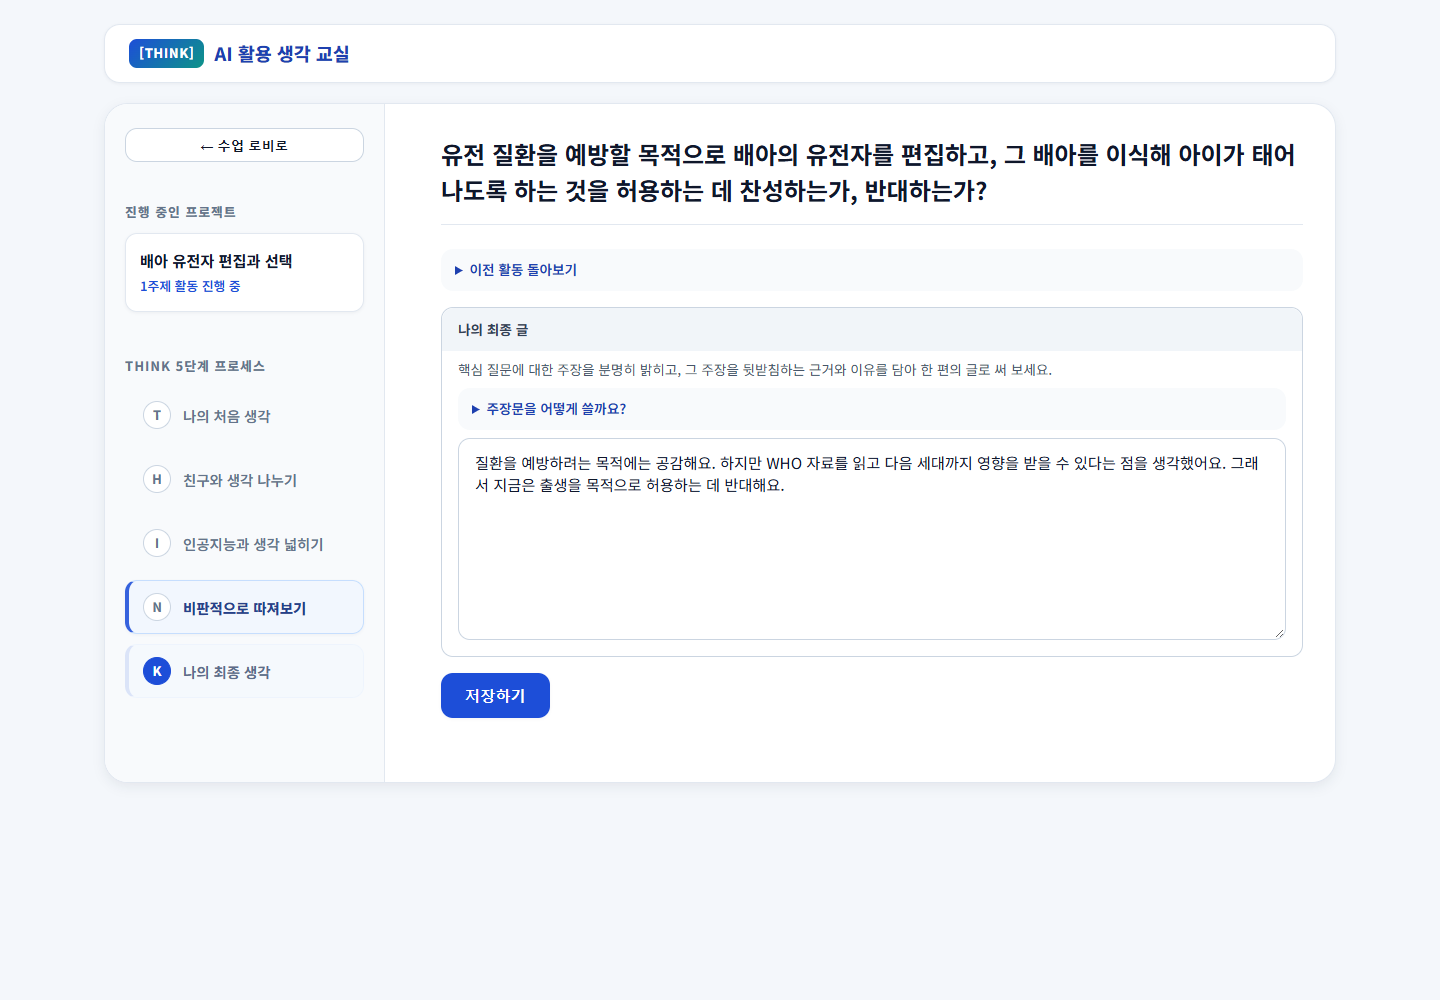 [THINK] AI 활용 생각 교실
← 수업 로비로
진행 중인 프로젝트
배아 유전자 편집과 선택
1주제 활동 진행 중
THINK 5단계 프로세스
T 나의 처음 생각
H 친구와 생각 나누기
I 인공지능과 생각 넓히기
N 비판적으로 따져보기
K 나의 최종 생각
유전 질환을 예방할 목적으로 배아의 유전자를 편집하고, 그 배아를 이식해 아이가 태어
나도록 하는 것을 허용하는 데 찬성하는가, 반대하는가?
▶ 이전 활동 돌아보기
나의 최종 글
핵심 질문에 대한 주장을 분명히 밝히고, 그 주장을 뒷받침하는 근거와 이유를 담아 한 편의 글로 써 보세요.
▶ 주장문을 어떻게 쓸까요?
질환을 예방하려는 목적에는 공감해요. 하지만 WHO 자료를 읽고 다음 세대까지 영향을 받을 수 있다는 점을 생각했어요. 그래
서 지금은 출생을 목적으로 허용하는 데 반대해요.
저장하기